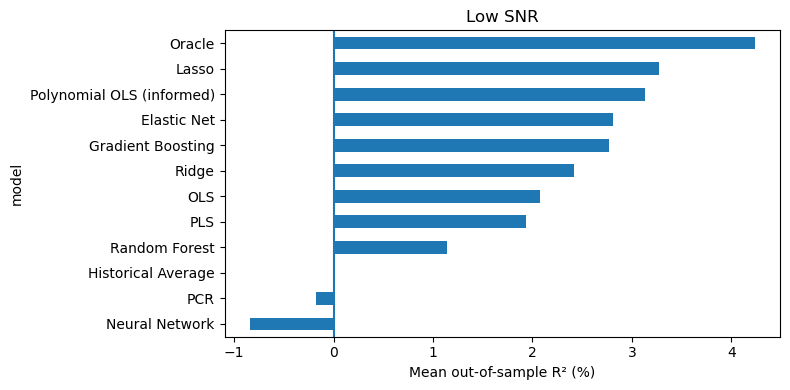 Low SNR
model
Oracle
Lasso
Polynomial OLS (informed)
Elastic Net
Gradient Boosting
Ridge
OLS
PLS
Random Forest
Historical Average
PCR
Neural Network
−1 0 1 2 3 4
Mean out-of-sample R² (%)